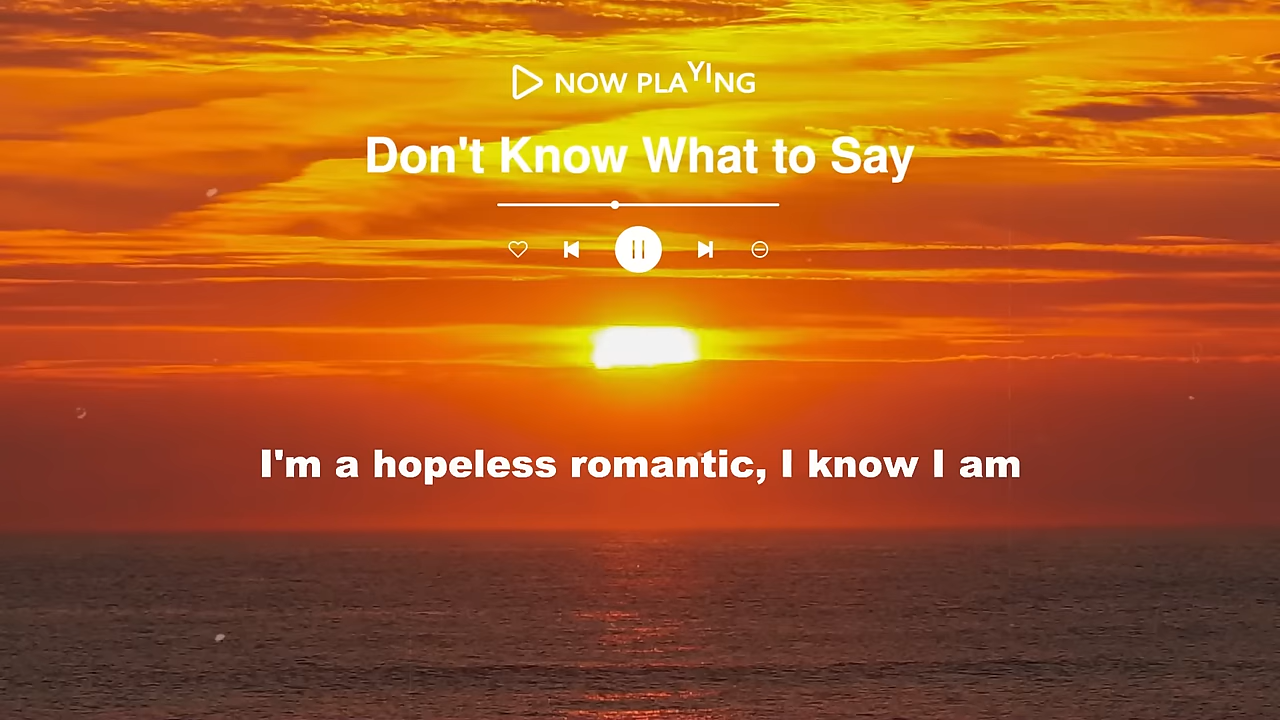 NOW PLAYING
Don't Know What to Say
I'm a hopeless romantic, I know I am